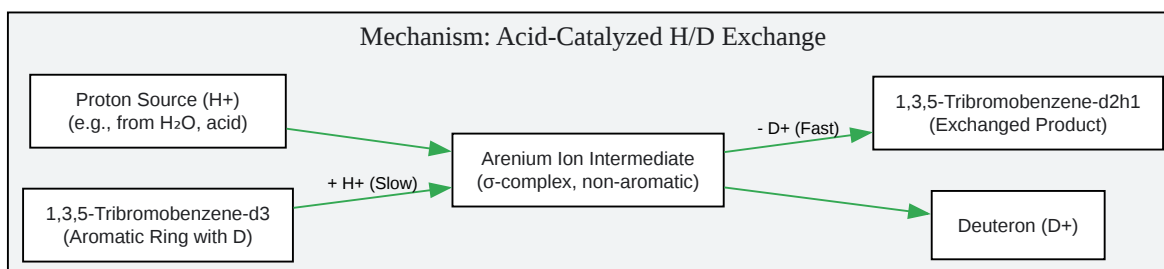 Mechanism: Acid-Catalyzed H/D Exchange
Proton Source (H+)
(e.g., from H₂O, acid)
1,3,5-Tribromobenzene-d3
(Aromatic Ring with D)
+ H+ (Slow)
Arenium Ion Intermediate
(σ-complex, non-aromatic)
- D+ (Fast)
1,3,5-Tribromobenzene-d2h1
(Exchanged Product)
Deuteron (D+)